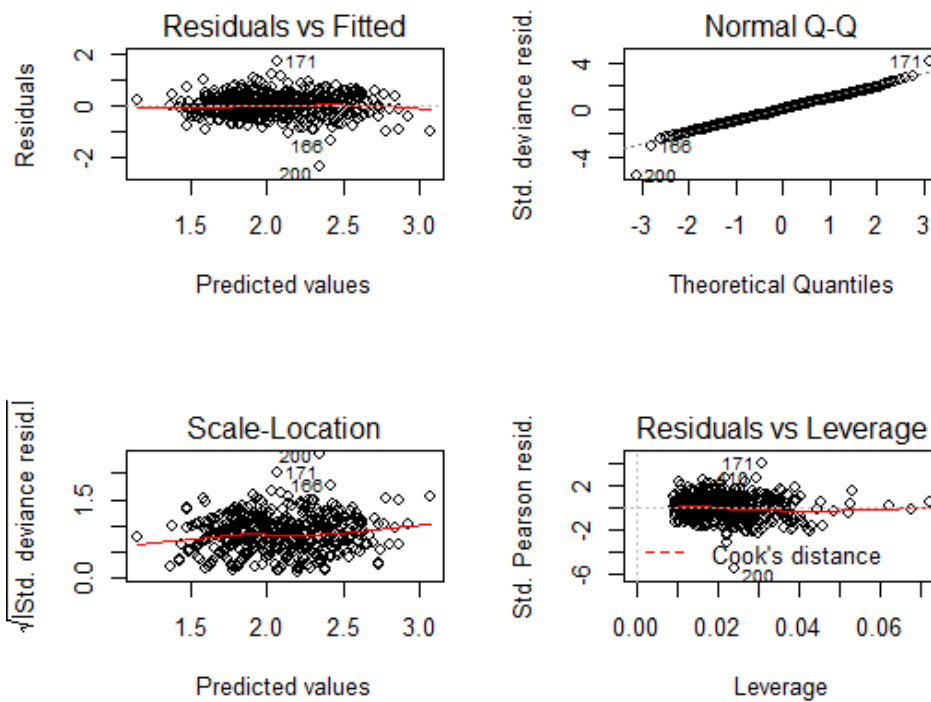 Residuals vs Fitted
Residuals
2
0
-2
171
166
200
1.5 2.0 2.5 3.0
Predicted values
Normal Q-Q
Std. deviance resid.
4
0
-4
171
166
200
-3 -2 -1 0 1 2 3
Theoretical Quantiles
Scale-Location
√|Std. deviance resid.|
1.5
0.0
200
171
166
1.5 2.0 2.5 3.0
Predicted values
Residuals vs Leverage
Std. Pearson resid.
2
-2
-6
171
410
Cook's distance
200
0.00 0.02 0.04 0.06
Leverage